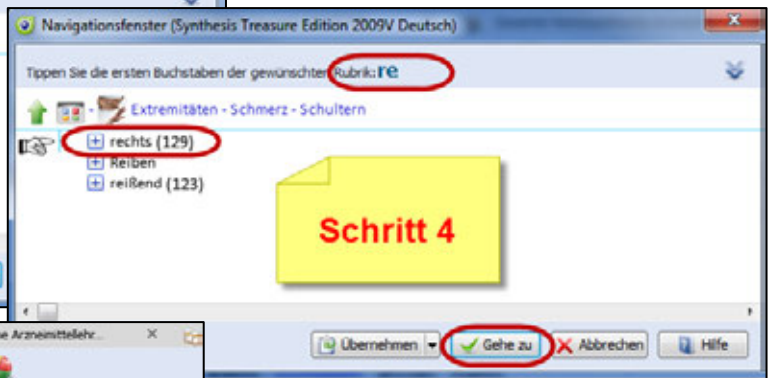 Navigationsfenster (Synthesis Treasure Edition 2009V Deutsch)
Tippen Sie die ersten Buchstaben der gewünschten Rubrik: re
- Extremitäten - Schmerz - Schultern
rechts (129)
Reiben
reißend (123)
Schritt 4
Übernehmen
Gehe zu
Abbrechen
Hilfe
Arzneimittellehr...